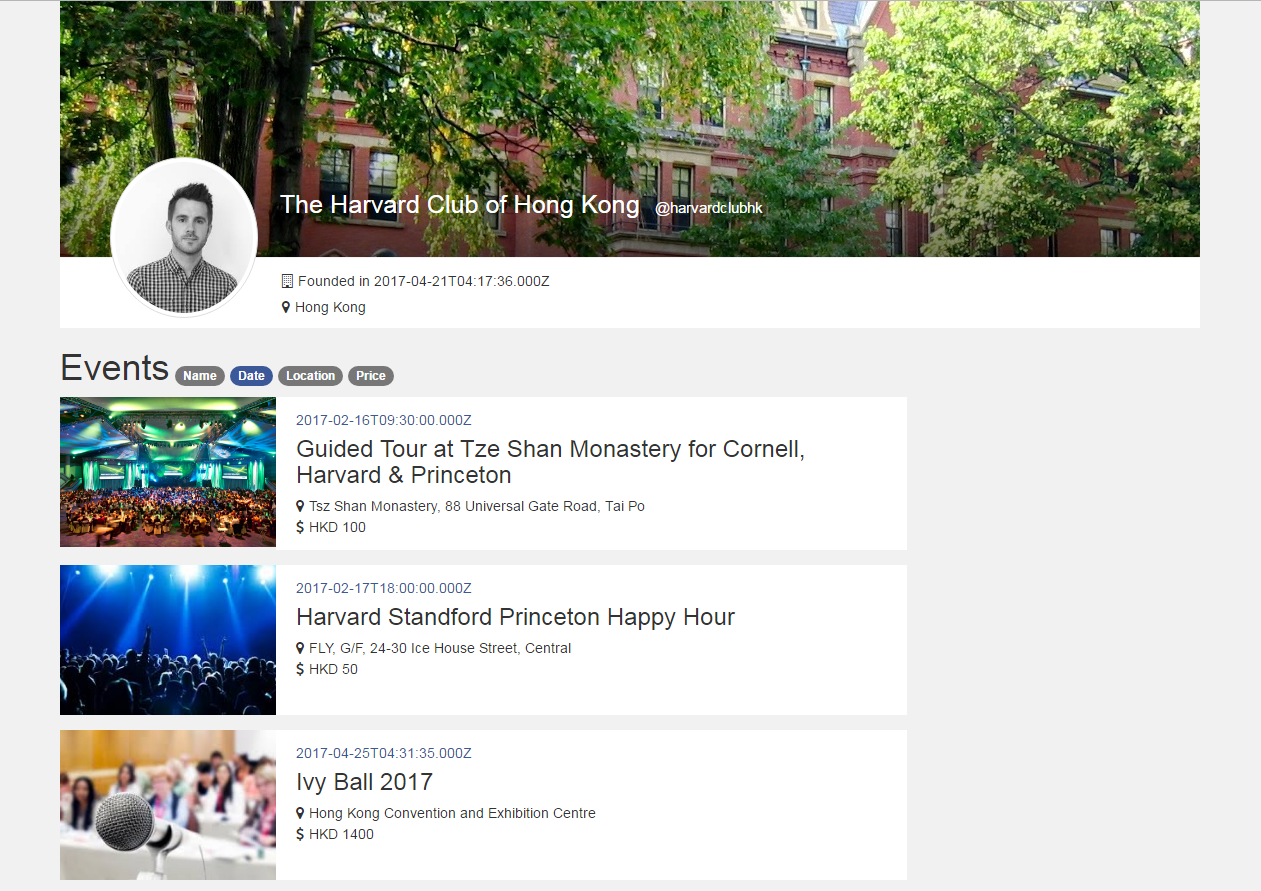 The Harvard Club of Hong Kong @harvardclubhk
Founded in 2017-04-21T04:17:36.000Z
Hong Kong
Events Name Date Location Price
2017-02-16T09:30:00.000Z
Guided Tour at Tze Shan Monastery for Cornell,
Harvard & Princeton
Tsz Shan Monastery, 88 Universal Gate Road, Tai Po
$ HKD 100
2017-02-17T18:00:00.000Z
Harvard Standford Princeton Happy Hour
FLY, G/F, 24-30 Ice House Street, Central
$ HKD 50
2017-04-25T04:31:35.000Z
Ivy Ball 2017
Hong Kong Convention and Exhibition Centre
$ HKD 1400